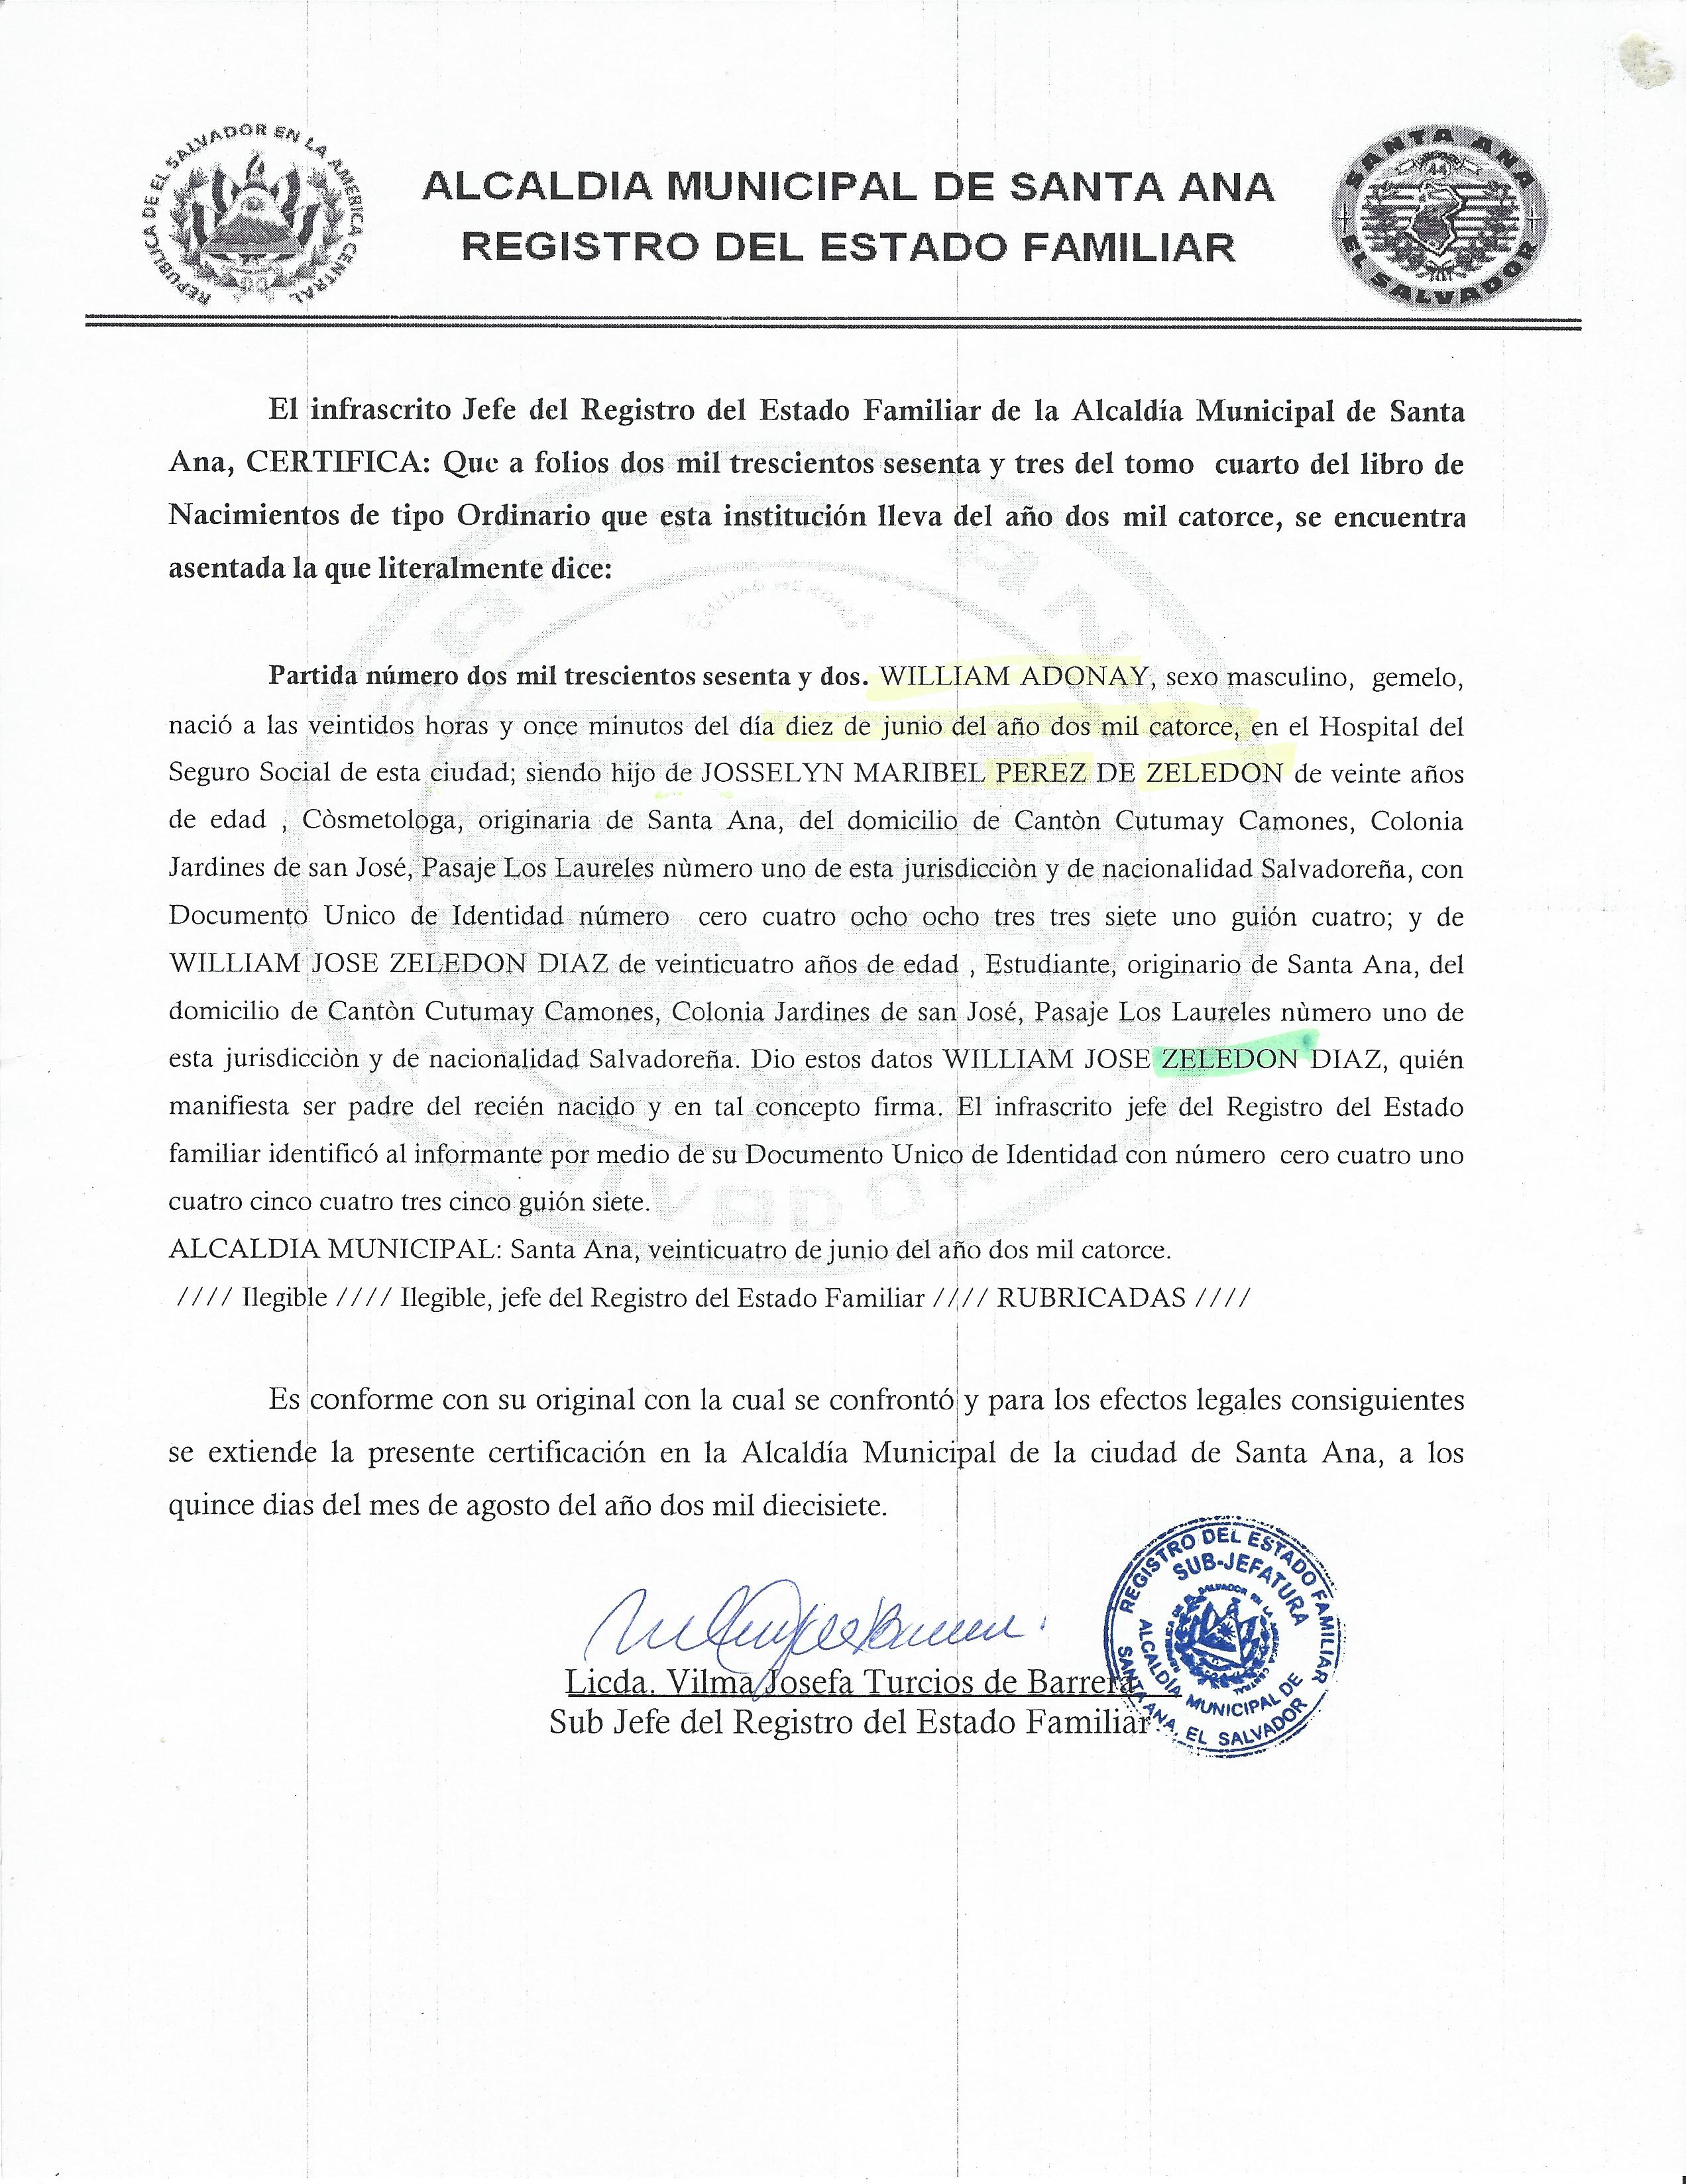 REPUBLICA DE EL SALVADOR EN LA AMERICA CENTRAL
SANTA ANA
EL SALVADOR
ALCALDIA MUNICIPAL DE SANTA ANA
REGISTRO DEL ESTADO FAMILIAR
El infrascrito Jefe del Registro del Estado Familiar de la Alcaldía Municipal de Santa
Ana, CERTIFICA: Que a folios dos mil trescientos sesenta y tres del tomo cuarto del libro de
Nacimientos de tipo Ordinario que esta institución lleva del año dos mil catorce, se encuentra
asentada la que literalmente dice:
Partida número dos mil trescientos sesenta y dos. WILLIAM ADONAY, sexo masculino, gemelo,
nació a las veintidos horas y once minutos del día diez de junio del año dos mil catorce, en el Hospital del
Seguro Social de esta ciudad; siendo hijo de JOSSELYN MARIBEL PEREZ DE ZELEDON de veinte años
de edad , Còsmetologa, originaria de Santa Ana, del domicilio de Cantòn Cutumay Camones, Colonia
Jardines de san José, Pasaje Los Laureles nùmero uno de esta jurisdicciòn y de nacionalidad Salvadoreña, con
Documento Unico de Identidad número cero cuatro ocho ocho tres tres siete uno guión cuatro; y de
WILLIAM JOSE ZELEDON DIAZ de veinticuatro años de edad , Estudiante, originario de Santa Ana, del
domicilio de Cantòn Cutumay Camones, Colonia Jardines de san José, Pasaje Los Laureles nùmero uno de
esta jurisdicciòn y de nacionalidad Salvadoreña. Dio estos datos WILLIAM JOSE ZELEDON DIAZ, quién
manifiesta ser padre del recién nacido y en tal concepto firma. El infrascrito jefe del Registro del Estado
familiar identificó al informante por medio de su Documento Unico de Identidad con número cero cuatro uno
cuatro cinco cuatro tres cinco guión siete.
ALCALDIA MUNICIPAL: Santa Ana, veinticuatro de junio del año dos mil catorce.
//// Ilegible //// Ilegible, jefe del Registro del Estado Familiar //// RUBRICADAS ////
Es conforme con su original con la cual se confrontó y para los efectos legales consiguientes
se extiende la presente certificación en la Alcaldía Municipal de la ciudad de Santa Ana, a los
quince dias del mes de agosto del año dos mil diecisiete.
Licda. Vilma Josefa Turcios de Barrera
Sub Jefe del Registro del Estado Familiar
REGISTRO DEL ESTADO FAMILIAR
SUB-JEFATURA
ALCALDÍA MUNICIPAL DE
SANTA ANA, EL SALVADOR